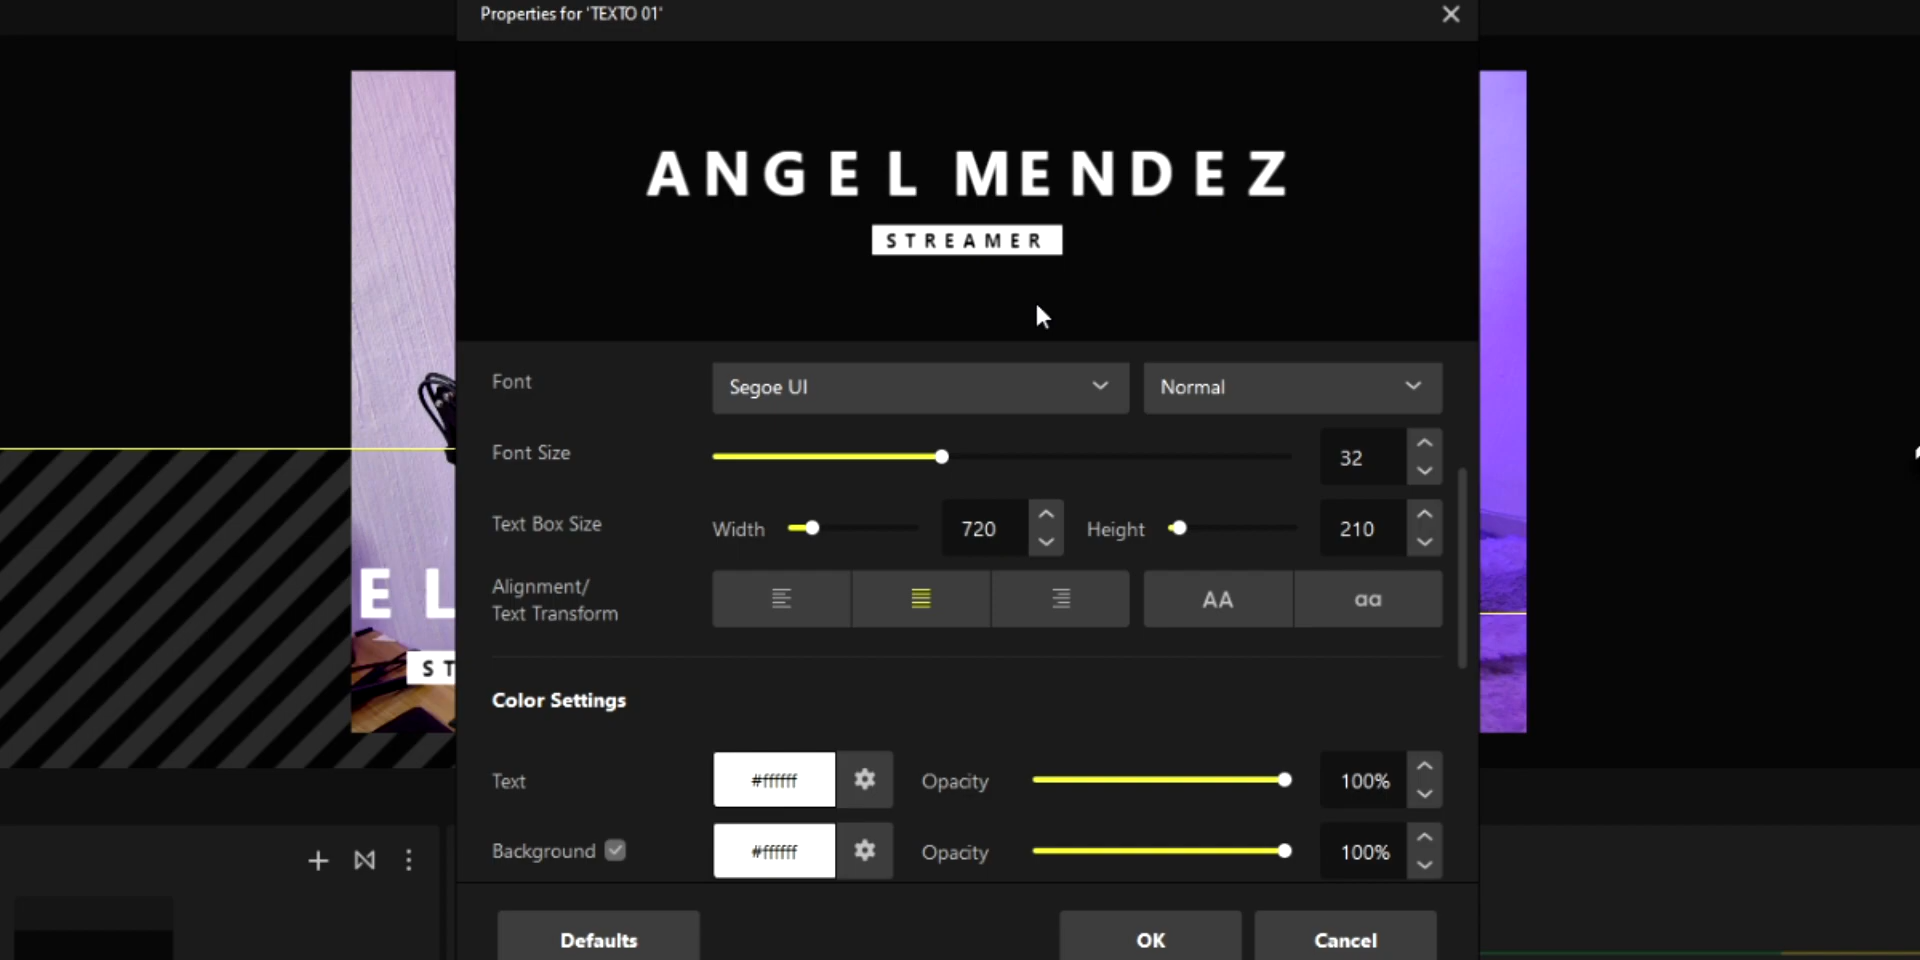 Properties for 'TEXTO 01'
ANGEL MENDEZ
STREAMER
Font
Segoe UI
Normal
Font Size
32
Text Box Size
Width
720
Height
210
Alignment/
Text Transform
AA
aa
E L
S T
Color Settings
Text
#ffffff
Opacity
100%
Background
#ffffff
Opacity
100%
Defaults
OK
Cancel